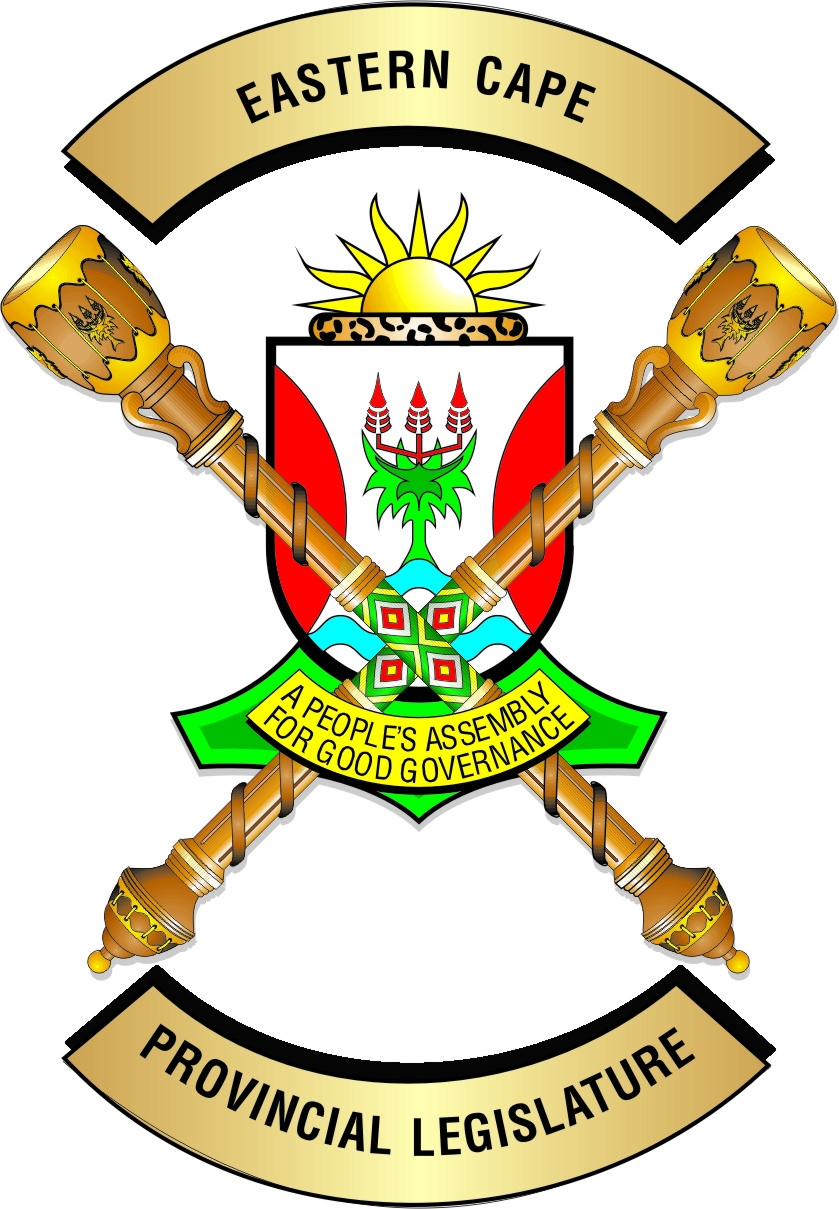 EASTERN CAPE
A PEOPLE'S ASSEMBLY
FOR GOOD GOVERNANCE
PROVINCIAL LEGISLATURE